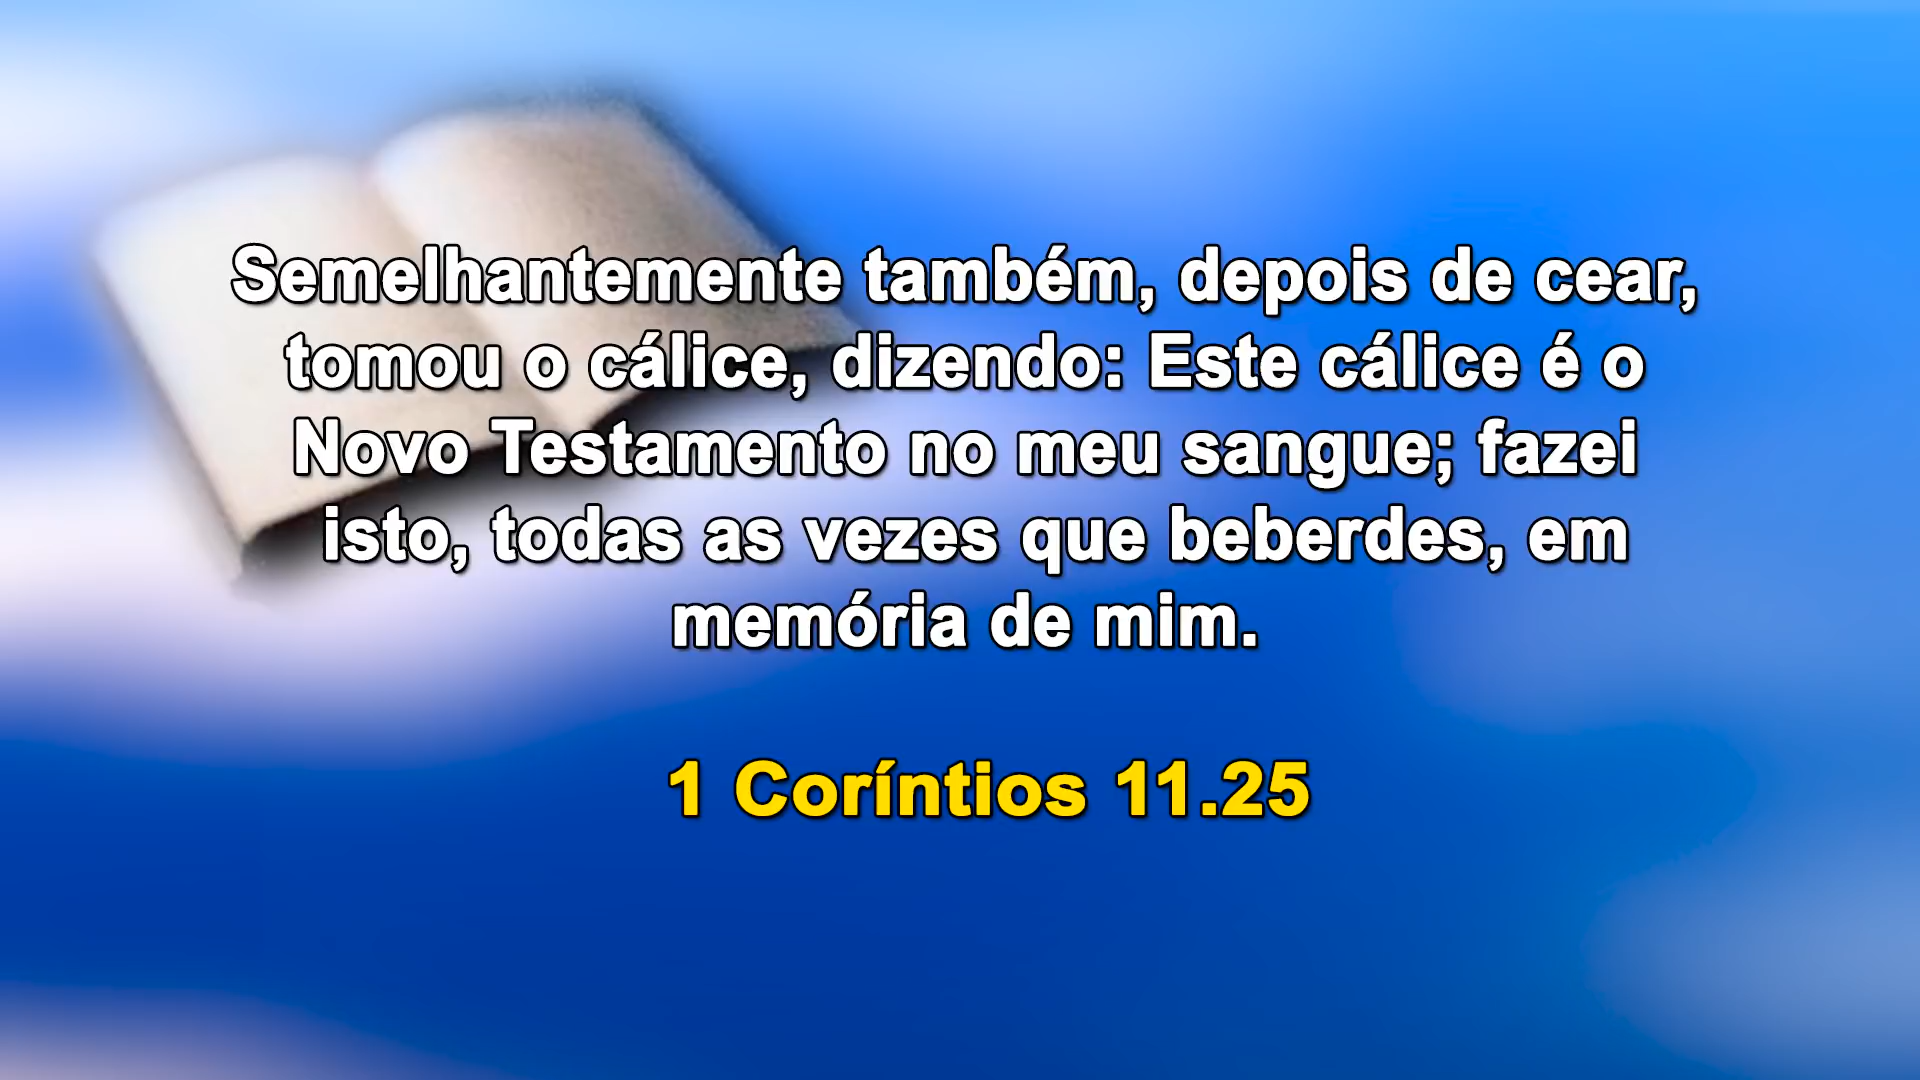 Semelhantemente também, depois de cear,
tomou o cálice, dizendo: Este cálice é o
Novo Testamento no meu sangue; fazei
isto, todas as vezes que beberdes, em
memória de mim.
1 Coríntios 11.25